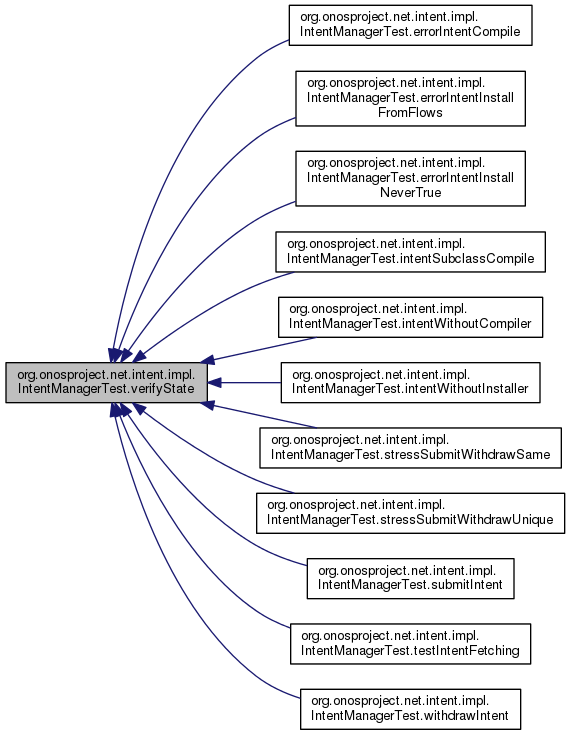 org.onosproject.net.intent.impl.
IntentManagerTest.errorIntentCompile
org.onosproject.net.intent.impl.
IntentManagerTest.errorIntentInstall
FromFlows
org.onosproject.net.intent.impl.
IntentManagerTest.errorIntentInstall
NeverTrue
org.onosproject.net.intent.impl.
IntentManagerTest.intentSubclassCompile
org.onosproject.net.intent.impl.
IntentManagerTest.intentWithoutCompiler
org.onosproject.net.intent.impl.
IntentManagerTest.verifyState
org.onosproject.net.intent.impl.
IntentManagerTest.intentWithoutInstaller
org.onosproject.net.intent.impl.
IntentManagerTest.stressSubmitWithdrawSame
org.onosproject.net.intent.impl.
IntentManagerTest.stressSubmitWithdrawUnique
org.onosproject.net.intent.impl.
IntentManagerTest.submitIntent
org.onosproject.net.intent.impl.
IntentManagerTest.testIntentFetching
org.onosproject.net.intent.impl.
IntentManagerTest.withdrawIntent